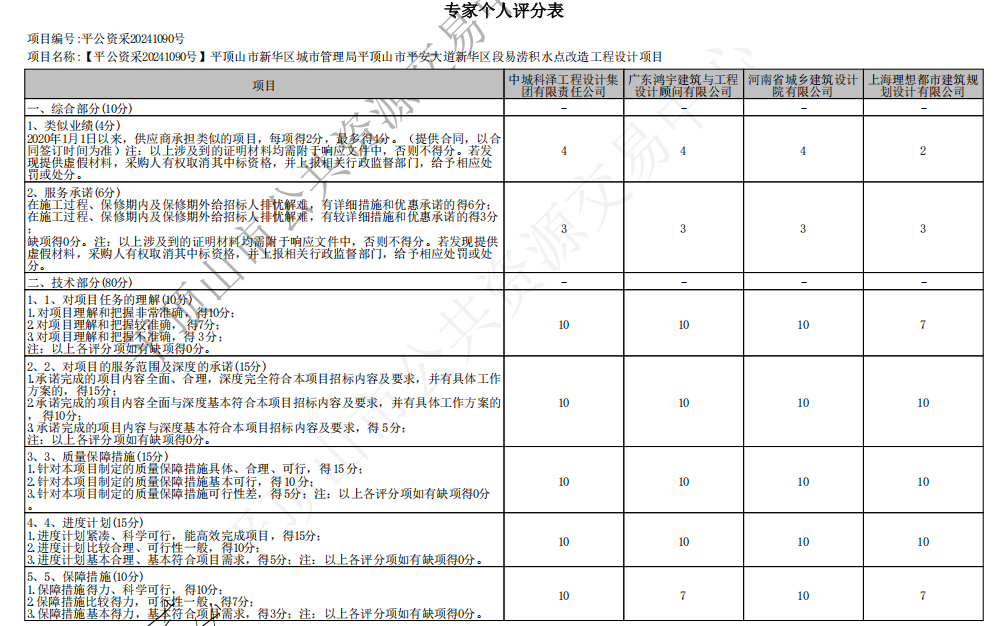 专家个人评分表
项目编号:平公资采20241090号
项目名称:【平公资采20241090号】平顶山市新华区城市管理局平顶山市平安大道新华区段易涝积水点改造工程设计项目
项目 中城科泽工程设计集团有限责任公司 广东鸿宇建筑与工程设计顾问有限公司 河南省城乡建筑设计院有限公司 上海理想都市建筑规划设计有限公司
一、综合部分(10分) – – – –
1、类似业绩(4分)
2020年1月1日以来,供应商承担类似的项目,每项得2分,最多得4分。(提供合同,以合
同签订时间为准)注:以上涉及到的证明材料均需附于响应文件中,否则不得分。若发
现提供虚假材料,采购人有权取消其中标资格,并上报相关行政监督部门,给予相应处
罚或处分。
4 4 4 2
2、服务承诺(6分)
在施工过程、保修期内及保修期外给招标人排忧解难,有详细措施和优惠承诺的得6分;
在施工过程、保修期内及保修期外给招标人排忧解难,有较详细措施和优惠承诺的得3分
;
缺项得0分。注:以上涉及到的证明材料均需附于响应文件中,否则不得分。若发现提供
虚假材料,采购人有权取消其中标资格,并上报相关行政监督部门,给予相应处罚或处
分。
3 3 3 3
二、技术部分(80分) – – – –
1、1、对项目任务的理解(10分)
1.对项目理解和把握非常准确,得10分;
2.对项目理解和把握较准确,得7分;
3.对项目理解和把握不准确,得 3分;
注:以上各评分项如有缺项得0分。
10 10 10 7
2、2、对项目的服务范围及深度的承诺(15分)
1.承诺完成的项目内容全面、合理,深度完全符合本项目招标内容及要求,并有具体工作
方案的,得15分;
2.承诺完成的项目内容全面与深度基本符合本项目招标内容及要求,并有具体工作方案的
,得10分;
3.承诺完成的项目内容与深度基本符合本项目招标内容及要求,得 5分;
注:以上各评分项如有缺项得0分。
10 10 10 10
3、3、质量保障措施(15分)
1.针对本项目制定的质量保障措施具体、合理、可行,得 15 分;
2.针对本项目制定的质量保障措施基本可行,得 10 分;
3.针对本项目制定的质量保障措施可行性差,得 5分;注:以上各评分项如有缺项得0分
。
10 10 10 10
4、4、进度计划(15分)
1.进度计划紧凑、科学可行,能高效完成项目,得15分;
2.进度计划比较合理、可行性一般,得10分;
3.进度计划基本合理、基本符合项目需求,得5分;注:以上各评分项如有缺项得0分。
10 10 10 10
5、5、保障措施(10分)
1.保障措施得力、科学可行,得10分;
2.保障措施比较得力,可行性一般,得7分;
3.保障措施基本得力,基本符合项目需求,得3分;注:以上各评分项如有缺项得0分。
10 7 10 7
平顶山市公共资源交易中心
平顶山市公共资源交易中心